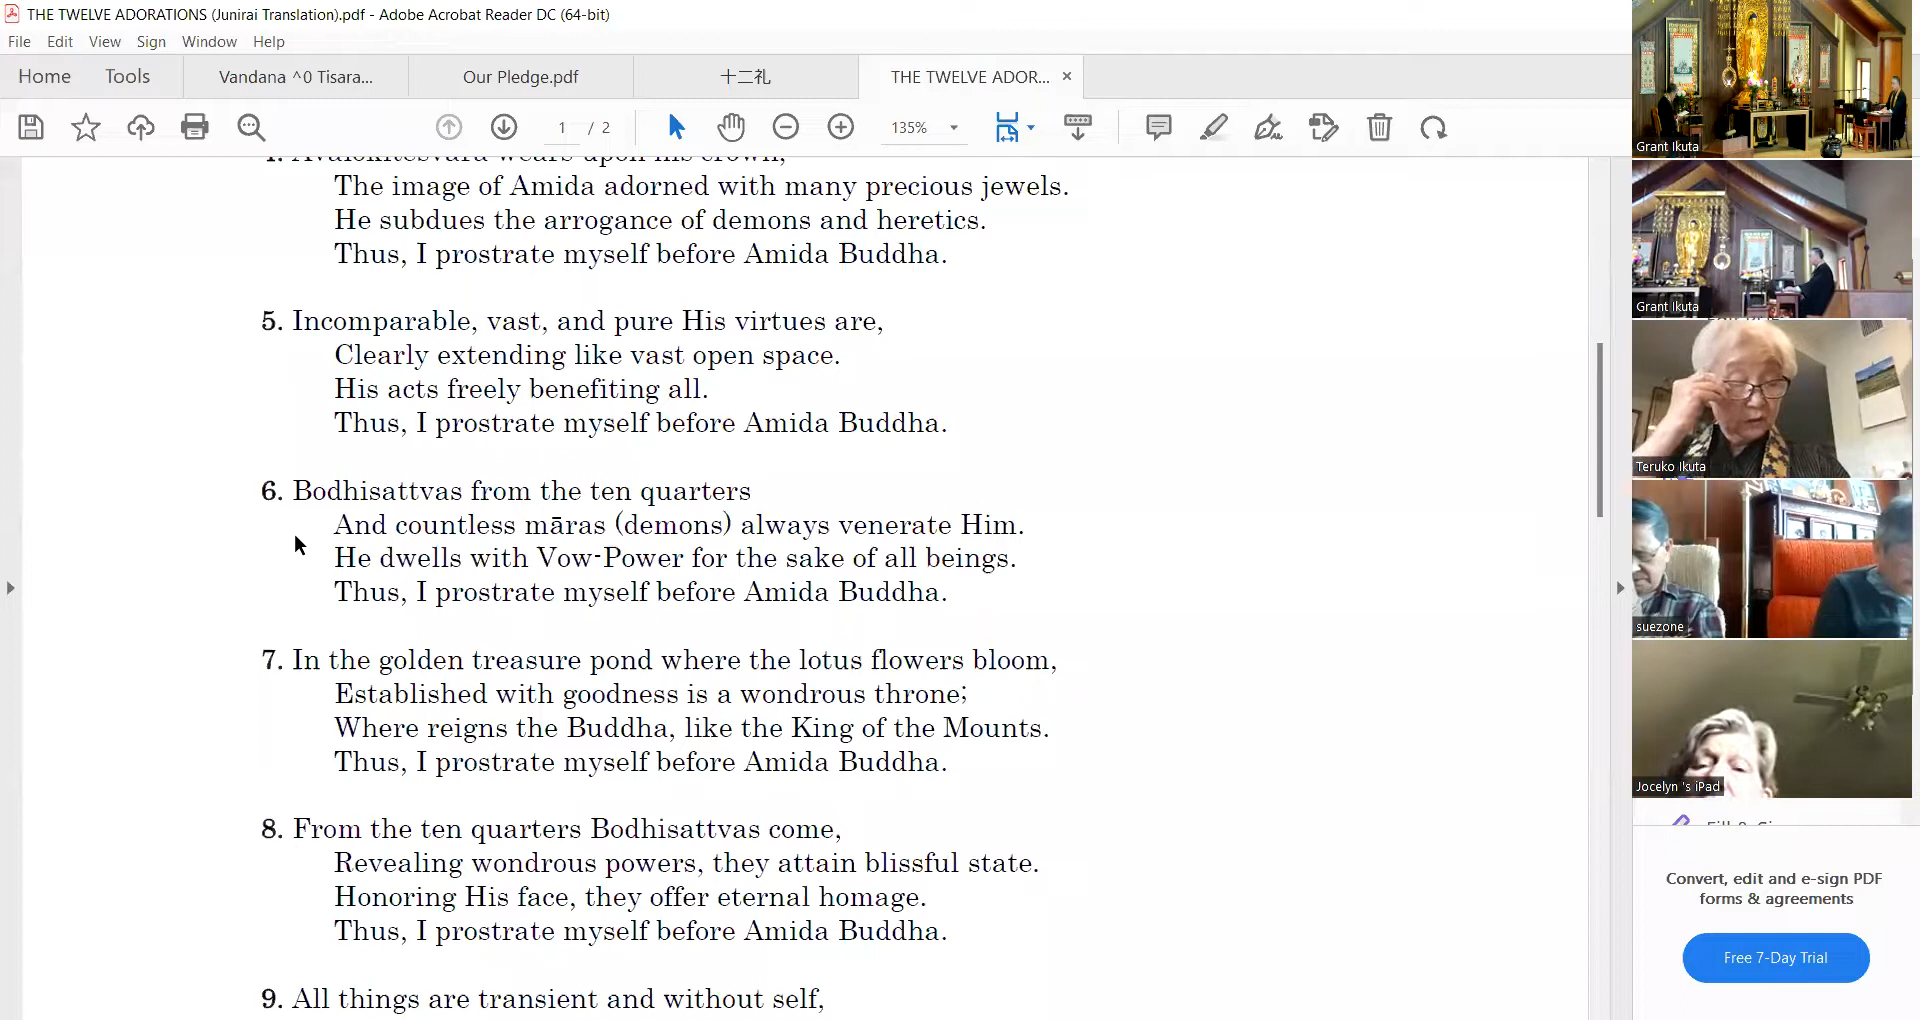 THE TWELVE ADORATIONS (Junirai Translation).pdf - Adobe Acrobat Reader DC (64-bit)
File Edit View Sign Window Help
Home Tools Vandana ^0 Tisara... Our Pledge.pdf 十二礼 THE TWELVE ADOR... ×
1 / 2 135%
4. Avalokitesvara wears upon his crown,
The image of Amida adorned with many precious jewels.
He subdues the arrogance of demons and heretics.
Thus, I prostrate myself before Amida Buddha.
5. Incomparable, vast, and pure His virtues are,
Clearly extending like vast open space.
His acts freely benefiting all.
Thus, I prostrate myself before Amida Buddha.
6. Bodhisattvas from the ten quarters
And countless māras (demons) always venerate Him.
He dwells with Vow-Power for the sake of all beings.
Thus, I prostrate myself before Amida Buddha.
7. In the golden treasure pond where the lotus flowers bloom,
Established with goodness is a wondrous throne;
Where reigns the Buddha, like the King of the Mounts.
Thus, I prostrate myself before Amida Buddha.
8. From the ten quarters Bodhisattvas come,
Revealing wondrous powers, they attain blissful state.
Honoring His face, they offer eternal homage.
Thus, I prostrate myself before Amida Buddha.
9. All things are transient and without self,
Grant Ikuta
Grant Ikuta
Teruko Ikuta
suezone
Jocelyn 's iPad
Convert, edit and e-sign PDF
forms & agreements
Free 7-Day Trial